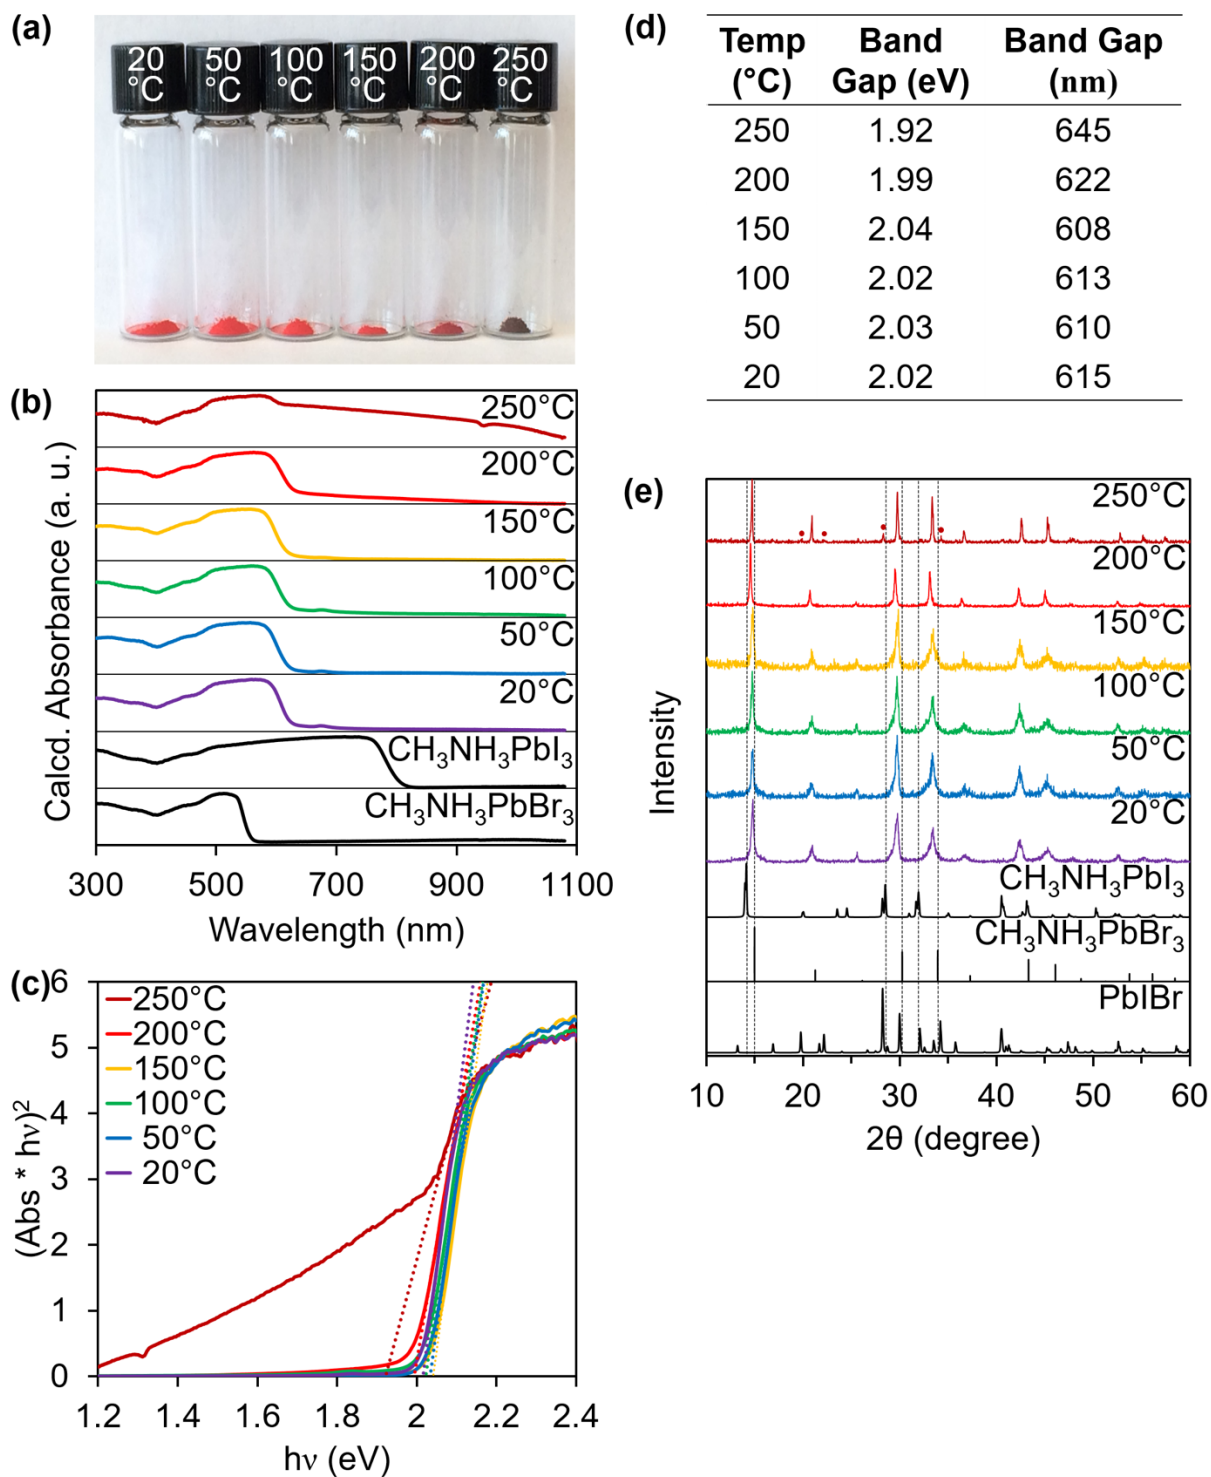 (a)
20 °C
50 °C
100 °C
150 °C
200 °C
250 °C
(d)
Temp (°C) Band Gap (eV) Band Gap (nm)
250 1.92 645
200 1.99 622
150 2.04 608
100 2.02 613
50 2.03 610
20 2.02 615
(b)
Calcd. Absorbance (a. u.)
250°C
200°C
150°C
100°C
50°C
20°C
CH₃NH₃PbI₃
CH₃NH₃PbBr₃
300 500 700 900 1100
Wavelength (nm)
(c)
(Abs * hν)²
6
5
4
3
2
1
0
250°C
200°C
150°C
100°C
50°C
20°C
1.2 1.4 1.6 1.8 2 2.2 2.4
hν (eV)
(e)
Intensity
250°C
200°C
150°C
100°C
50°C
20°C
CH₃NH₃PbI₃
CH₃NH₃PbBr₃
PbIBr
10 20 30 40 50 60
2θ (degree)